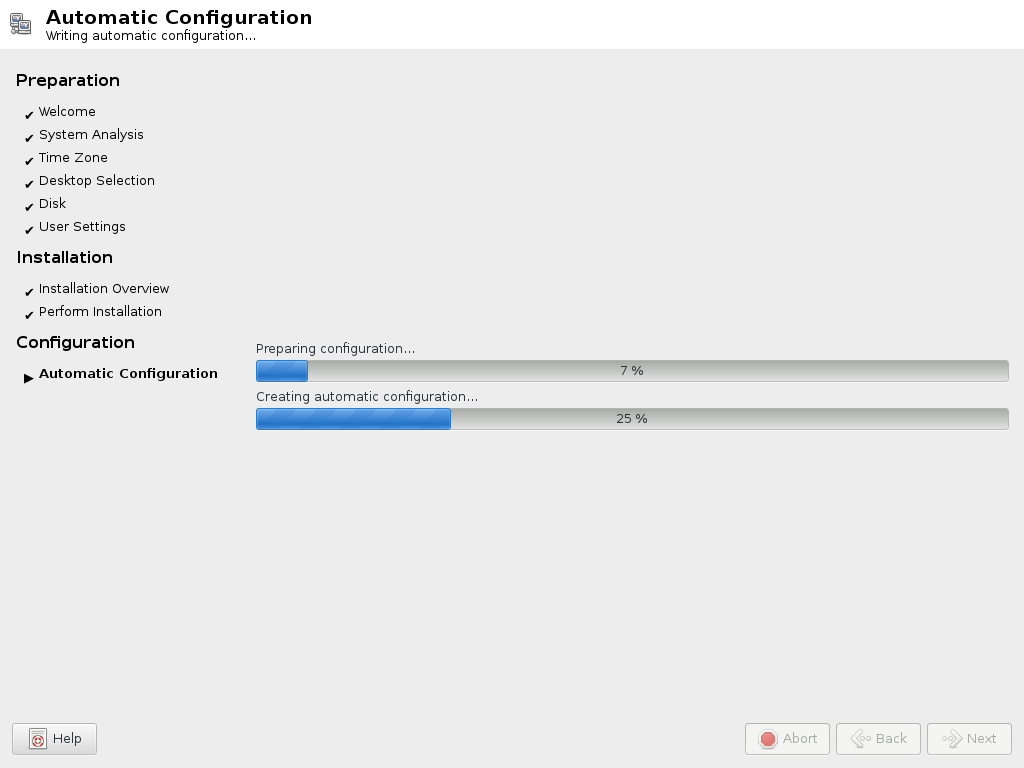 Automatic Configuration
Writing automatic configuration...
Preparation
✔ Welcome
✔ System Analysis
✔ Time Zone
✔ Desktop Selection
✔ Disk
✔ User Settings
Installation
✔ Installation Overview
✔ Perform Installation
Configuration
▶ Automatic Configuration
Preparing configuration...
7 %
Creating automatic configuration...
25 %
Help
Abort
Back
Next